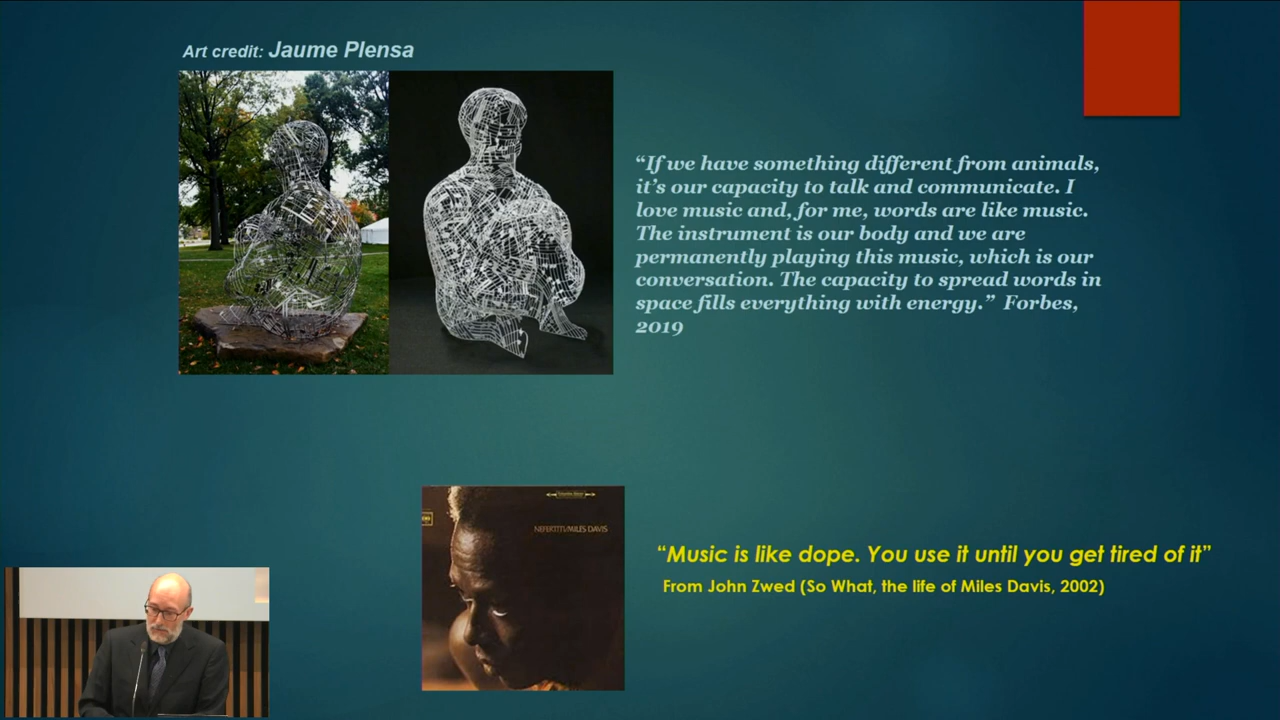 Art credit: Jaume Plensa
“If we have something different from animals,
it’s our capacity to talk and communicate. I
love music and, for me, words are like music.
The instrument is our body and we are
permanently playing this music, which is our
conversation. The capacity to spread words in
space fills everything with energy.” Forbes,
2019
NEFERTITI/MILES DAVIS
“Music is like dope. You use it until you get tired of it”
From John Zwed (So What, the life of Miles Davis, 2002)